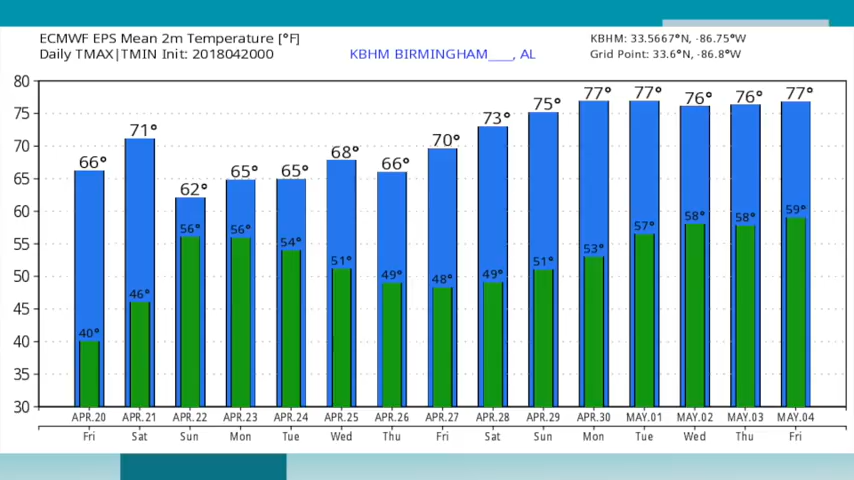 ECMWF EPS Mean 2m Temperature [°F]
Daily TMAX|TMIN Init: 2018042000
KBHM BIRMINGHAM___, AL
KBHM: 33.5667°N, -86.75°W
Grid Point: 33.6°N, -86.8°W
80
75
70
65
60
55
50
45
40
35
30
66° 71° 62° 65° 65° 68° 66° 70° 73° 75° 77° 77° 76° 76° 77°
40° 46° 56° 56° 54° 51° 49° 48° 49° 51° 53° 57° 58° 58° 59°
APR.20 APR.21 APR.22 APR.23 APR.24 APR.25 APR.26 APR.27 APR.28 APR.29 APR.30 MAY.01 MAY.02 MAY.03 MAY.04
Fri Sat Sun Mon Tue Wed Thu Fri Sat Sun Mon Tue Wed Thu Fri